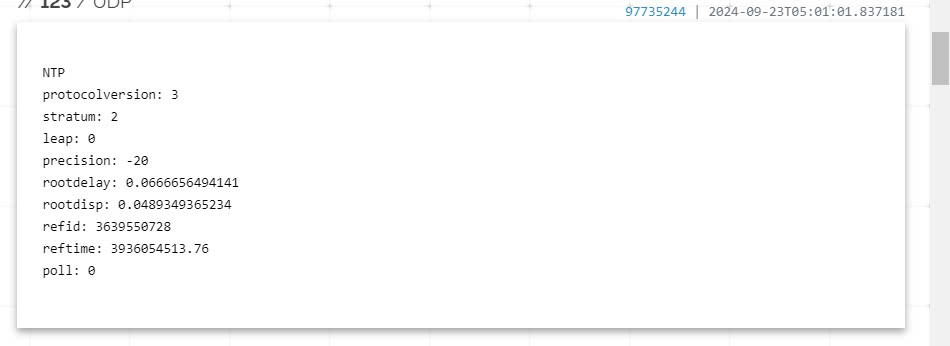 // 123 / UDP
97735244 | 2024-09-23T05:01:01.837181
NTP
protocolversion: 3
stratum: 2
leap: 0
precision: -20
rootdelay: 0.0666656494141
rootdisp: 0.0489349365234
refid: 3639550728
reftime: 3936054513.76
poll: 0